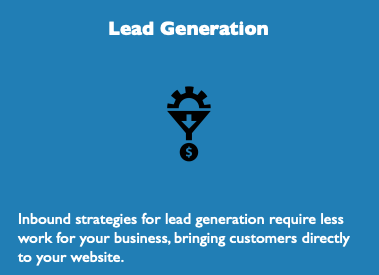 Lead Generation
$
Inbound strategies for lead generation require less
work for your business, bringing customers directly
to your website.